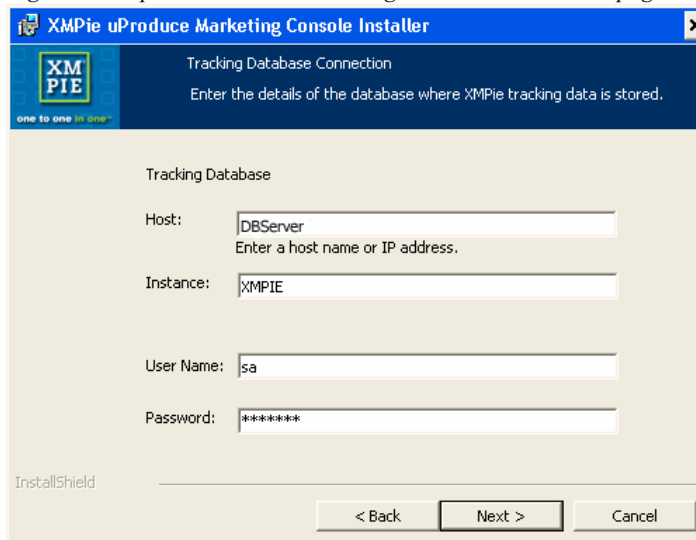 XMPie uProduce Marketing Console Installer
XM
PIE
one to one in one
Tracking Database Connection
Enter the details of the database where XMPie tracking data is stored.
Tracking Database
Host:
DBServer
Enter a host name or IP address.
Instance:
XMPIE
User Name:
sa
Password:
*******
InstallShield
< Back
Next >
Cancel